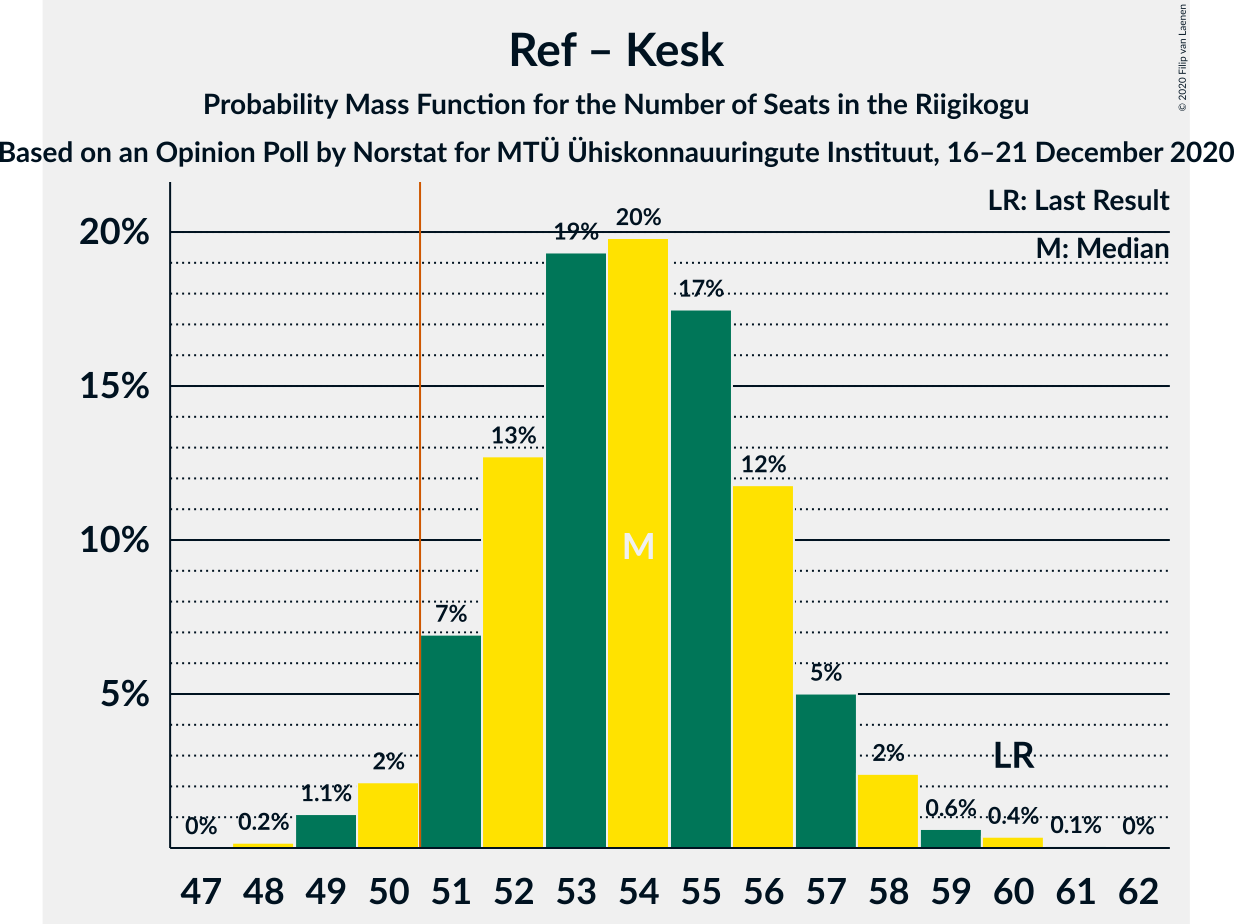 Ref – Kesk
Probability Mass Function for the Number of Seats in the Riigikogu
Based on an Opinion Poll by Norstat for MTÜ Ühiskonnauuringute Instituut, 16–21 December 2020
© 2020 Filip van Laenen
LR: Last Result
M: Median
20%
15%
10%
5%
0%
0.2%
1.1%
2%
7%
13%
19%
20%
17%
12%
5%
2%
0.6%
0.4%
0.1%
0%
M
LR
47 48 49 50 51 52 53 54 55 56 57 58 59 60 61 62